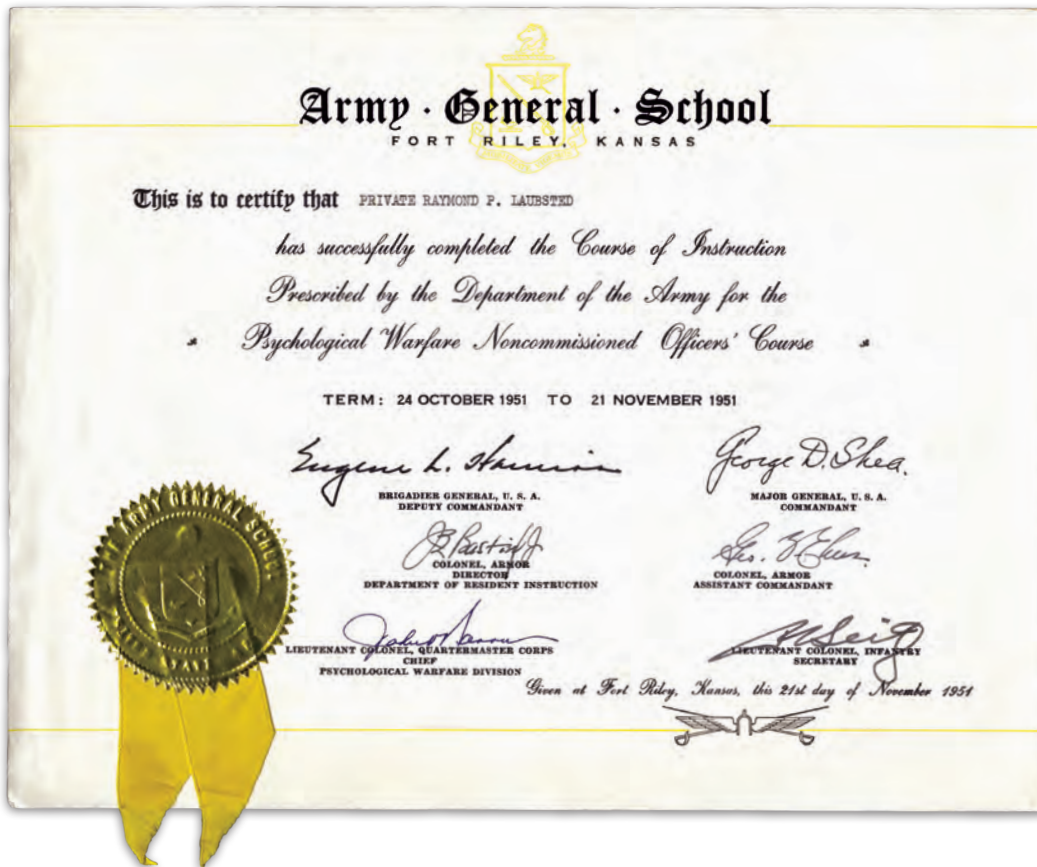 Army · General · School
FORT RILEY, KANSAS
This is to certify that PRIVATE RAYMOND P. LAUBSTED
has successfully completed the Course of Instruction
Prescribed by the Department of the Army for the
Psychological Warfare Noncommissioned Officers' Course
TERM: 24 OCTOBER 1951 TO 21 NOVEMBER 1951
Eugene L. Harrison
BRIGADIER GENERAL, U. S. A.
DEPUTY COMMANDANT
George D. Shea.
MAJOR GENERAL, U. S. A.
COMMANDANT
COLONEL, ARMOR
DIRECTOR
DEPARTMENT OF RESIDENT INSTRUCTION
COLONEL, ARMOR
ASSISTANT COMMANDANT
LIEUTENANT COLONEL, QUARTERMASTER CORPS
CHIEF
PSYCHOLOGICAL WARFARE DIVISION
LIEUTENANT COLONEL, INFANTRY
SECRETARY
Given at Fort Riley, Kansas, this 21st day of November 1951
THE ARMY GENERAL SCHOOL